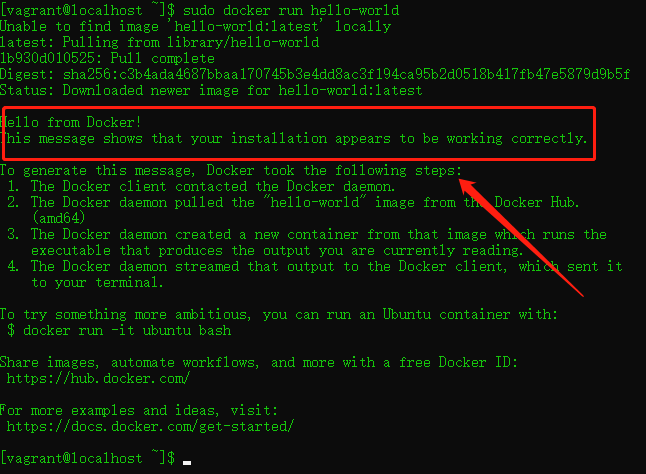 [vagrant@localhost ~]$ sudo docker run hello-world
Unable to find image 'hello-world:latest' locally
latest: Pulling from library/hello-world
1b930d010525: Pull complete
Digest: sha256:c3b4ada4687bbaa170745b3e4dd8ac3f194ca95b2d0518b417fb47e5879d9b5f
Status: Downloaded newer image for hello-world:latest
Hello from Docker!
This message shows that your installation appears to be working correctly.
To generate this message, Docker took the following steps:
1. The Docker client contacted the Docker daemon.
2. The Docker daemon pulled the "hello-world" image from the Docker Hub.
(amd64)
3. The Docker daemon created a new container from that image which runs the
executable that produces the output you are currently reading.
4. The Docker daemon streamed that output to the Docker client, which sent it
to your terminal.
To try something more ambitious, you can run an Ubuntu container with:
$ docker run -it ubuntu bash
Share images, automate workflows, and more with a free Docker ID:
https://hub.docker.com/
For more examples and ideas, visit:
https://docs.docker.com/get-started/
[vagrant@localhost ~]$